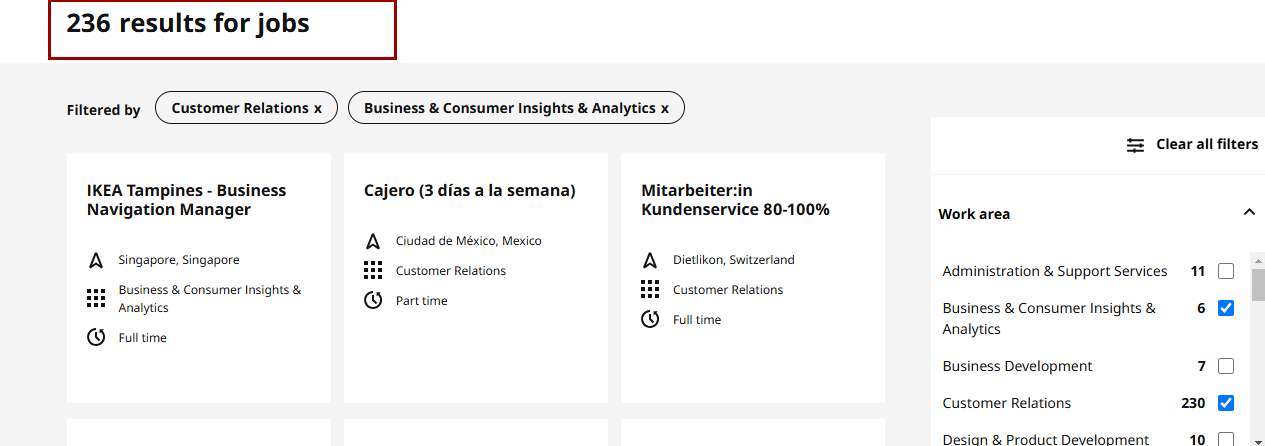 236 results for jobs
Filtered by
Customer Relations x
Business & Consumer Insights & Analytics x
IKEA Tampines - Business
Navigation Manager
Singapore, Singapore
Business & Consumer Insights &
Analytics
Full time
Cajero (3 días a la semana)
Ciudad de México, Mexico
Customer Relations
Part time
Mitarbeiter:in
Kundenservice 80-100%
Dietlikon, Switzerland
Customer Relations
Full time
Clear all filters
Work area
Administration & Support Services 11
Business & Consumer Insights & 6
Analytics
Business Development 7
Customer Relations 230
Design & Product Development 10